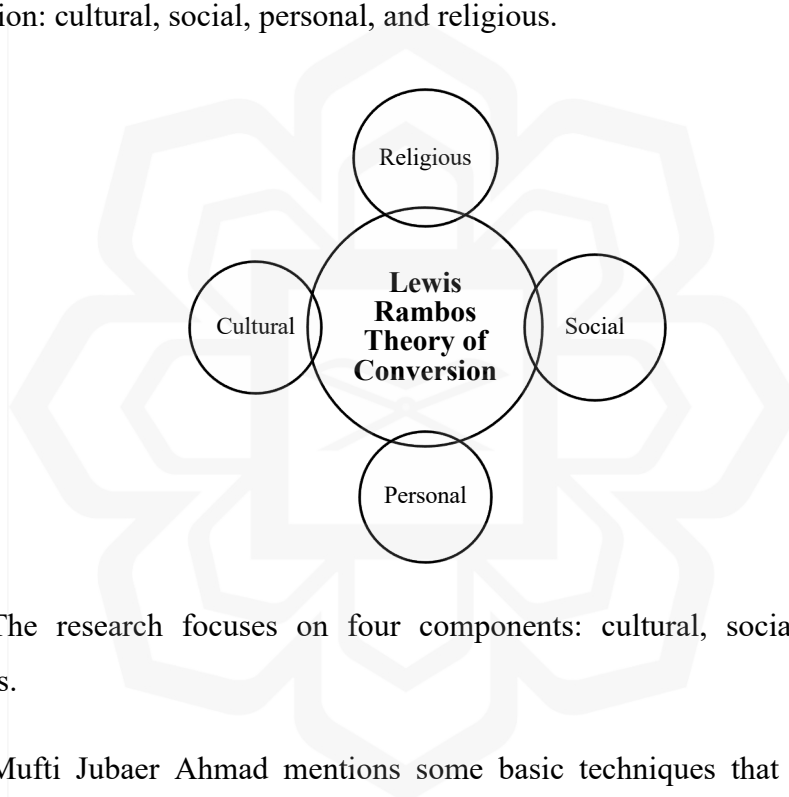 ion: cultural, social, personal, and religious.
Religious
Lewis
Rambos
Theory of
Conversion
Cultural
Social
Personal
The research focuses on four components: cultural, socia
s.
Mufti Jubaer Ahmad mentions some basic techniques that